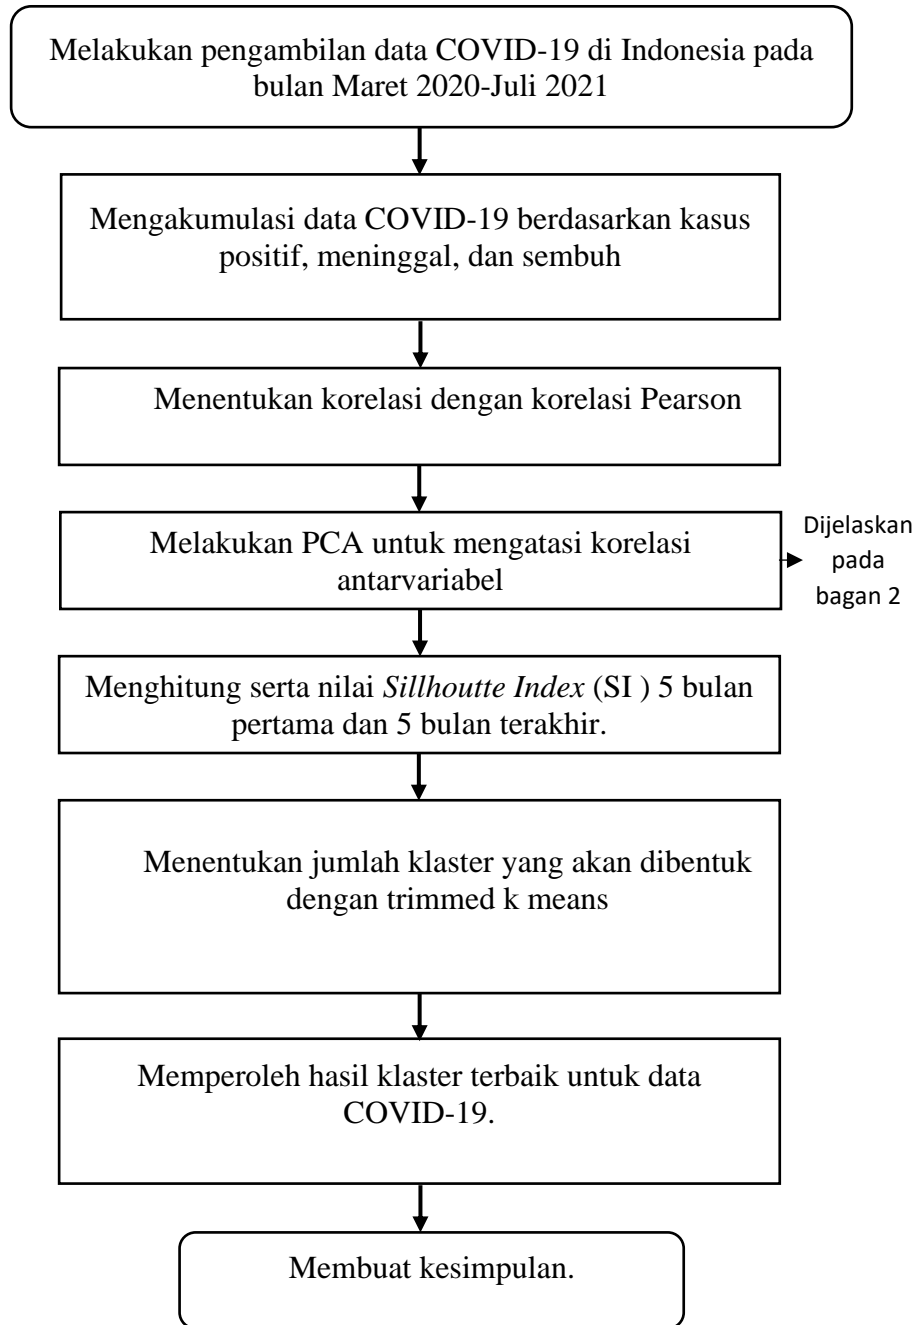 Melakukan pengambilan data COVID-19 di Indonesia pada
bulan Maret 2020-Juli 2021
Mengakumulasi data COVID-19 berdasarkan kasus
positif, meninggal, dan sembuh
Menentukan korelasi dengan korelasi Pearson
Melakukan PCA untuk mengatasi korelasi
antarvariabel
Dijelaskan
pada
bagan 2
Menghitung serta nilai Sillhoutte Index (SI ) 5 bulan
pertama dan 5 bulan terakhir.
Menentukan jumlah klaster yang akan dibentuk
dengan trimmed k means
Memperoleh hasil klaster terbaik untuk data
COVID-19.
Membuat kesimpulan.